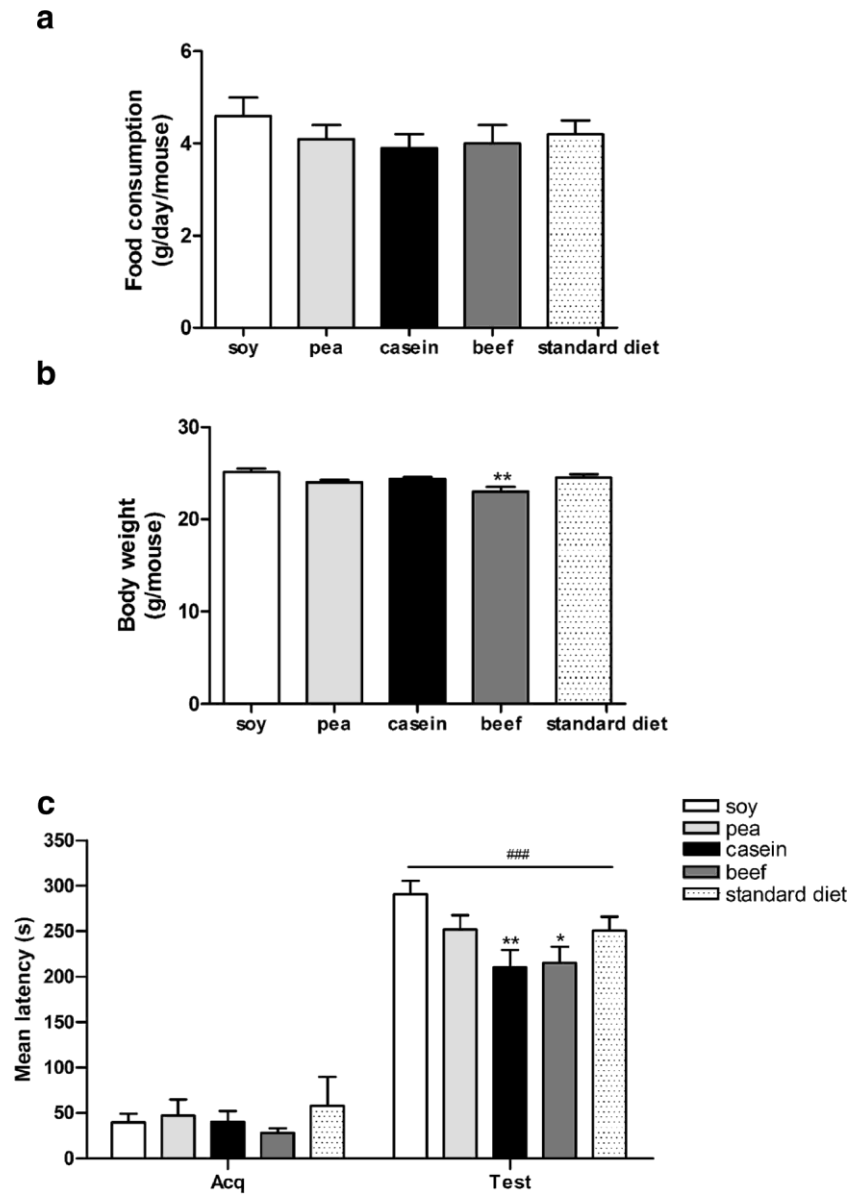 a
Food consumption
(g/day/mouse)
6
4
2
0
soy pea casein beef standard diet
b
Body weight
(g/mouse)
30
20
10
0
**
soy pea casein beef standard diet
c
Mean latency (s)
350
300
250
200
150
100
50
0
###
** *
Acq Test
soy
pea
casein
beef
standard diet